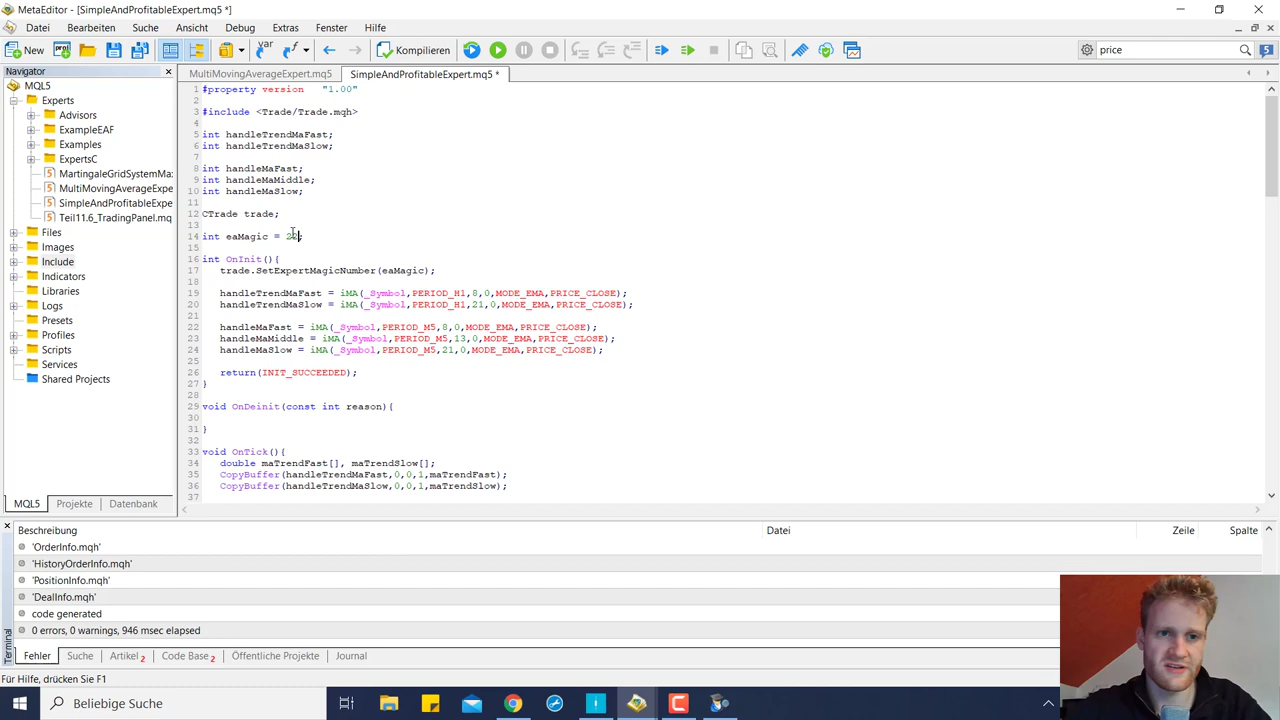 MetaEditor - [SimpleAndProfitableExpert.mq5 *]
Datei Bearbeiten Suche Ansicht Debug Extras Fenster Hilfe
New Kompilieren price 5
Navigator
MultiMovingAverageExpert.mq5 SimpleAndProfitableExpert.mq5 *
MQL5
Experts
Advisors
ExampleEAF
Examples
ExpertsC
MartingaleGridSystemMa
MultiMovingAverageExpe
SimpleAndProfitableExpe
Teil11.6_TradingPanel.mq
Files
Images
Include
Indicators
Libraries
Logs
Presets
Profiles
Scripts
Services
Shared Projects
MQL5 Projekte Datenbank
1 #property version "1.00"
2
3 #include <Trade/Trade.mqh>
4
5 int handleTrendMaFast;
6 int handleTrendMaSlow;
7
8 int handleMaFast;
9 int handleMaMiddle;
10 int handleMaSlow;
11
12 CTrade trade;
13
14 int eaMagic = 22;
15
16 int OnInit(){
17 trade.SetExpertMagicNumber(eaMagic);
18
19 handleTrendMaFast = iMA(_Symbol,PERIOD_H1,8,0,MODE_EMA,PRICE_CLOSE);
20 handleTrendMaSlow = iMA(_Symbol,PERIOD_H1,21,0,MODE_EMA,PRICE_CLOSE);
21
22 handleMaFast = iMA(_Symbol,PERIOD_M5,8,0,MODE_EMA,PRICE_CLOSE);
23 handleMaMiddle = iMA(_Symbol,PERIOD_M5,13,0,MODE_EMA,PRICE_CLOSE);
24 handleMaSlow = iMA(_Symbol,PERIOD_M5,21,0,MODE_EMA,PRICE_CLOSE);
25
26 return(INIT_SUCCEEDED);
27 }
28
29 void OnDeinit(const int reason){
30
31 }
32
33 void OnTick(){
34 double maTrendFast[], maTrendSlow[];
35 CopyBuffer(handleTrendMaFast,0,0,1,maTrendFast);
36 CopyBuffer(handleTrendMaSlow,0,0,1,maTrendSlow);
37
Beschreibung Datei Zeile Spalte
'OrderInfo.mqh'
'HistoryOrderInfo.mqh'
'PositionInfo.mqh'
'DealInfo.mqh'
code generated
0 errors, 0 warnings, 946 msec elapsed
Terminal
Fehler Suche Artikel 2 Code Base 2 Öffentliche Projekte Journal
Für Hilfe, drücken Sie F1
Beliebige Suche